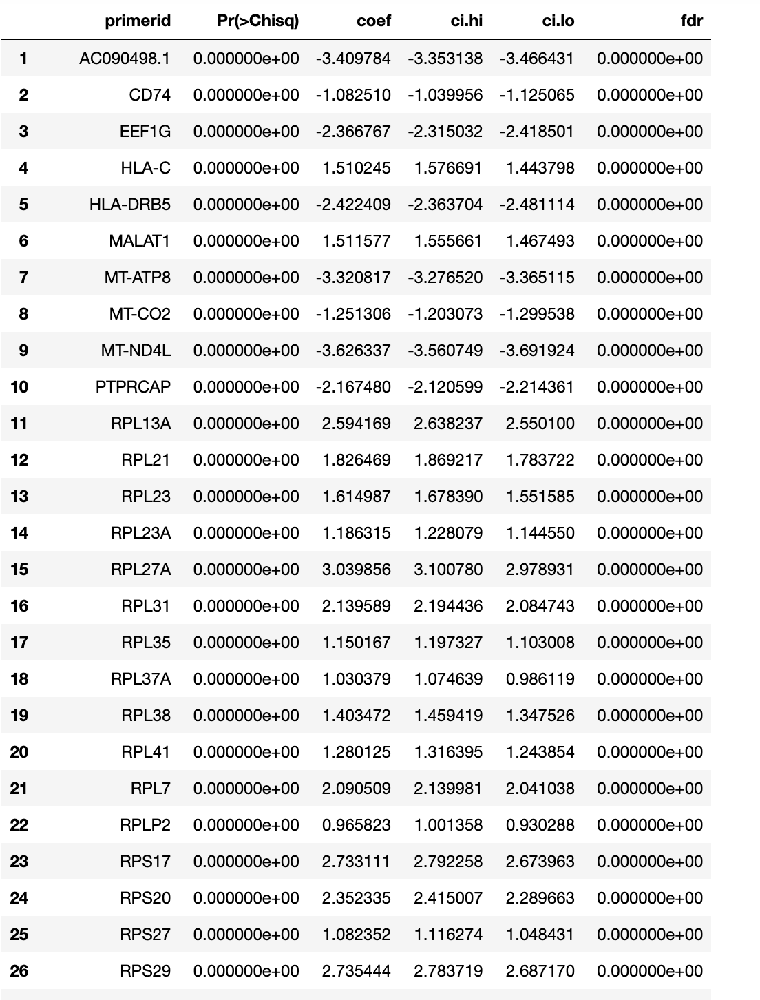 primerid Pr(>Chisq) coef ci.hi ci.lo fdr
1 AC090498.1 0.000000e+00 -3.409784 -3.353138 -3.466431 0.000000e+00
2 CD74 0.000000e+00 -1.082510 -1.039956 -1.125065 0.000000e+00
3 EEF1G 0.000000e+00 -2.366767 -2.315032 -2.418501 0.000000e+00
4 HLA-C 0.000000e+00 1.510245 1.576691 1.443798 0.000000e+00
5 HLA-DRB5 0.000000e+00 -2.422409 -2.363704 -2.481114 0.000000e+00
6 MALAT1 0.000000e+00 1.511577 1.555661 1.467493 0.000000e+00
7 MT-ATP8 0.000000e+00 -3.320817 -3.276520 -3.365115 0.000000e+00
8 MT-CO2 0.000000e+00 -1.251306 -1.203073 -1.299538 0.000000e+00
9 MT-ND4L 0.000000e+00 -3.626337 -3.560749 -3.691924 0.000000e+00
10 PTPRCAP 0.000000e+00 -2.167480 -2.120599 -2.214361 0.000000e+00
11 RPL13A 0.000000e+00 2.594169 2.638237 2.550100 0.000000e+00
12 RPL21 0.000000e+00 1.826469 1.869217 1.783722 0.000000e+00
13 RPL23 0.000000e+00 1.614987 1.678390 1.551585 0.000000e+00
14 RPL23A 0.000000e+00 1.186315 1.228079 1.144550 0.000000e+00
15 RPL27A 0.000000e+00 3.039856 3.100780 2.978931 0.000000e+00
16 RPL31 0.000000e+00 2.139589 2.194436 2.084743 0.000000e+00
17 RPL35 0.000000e+00 1.150167 1.197327 1.103008 0.000000e+00
18 RPL37A 0.000000e+00 1.030379 1.074639 0.986119 0.000000e+00
19 RPL38 0.000000e+00 1.403472 1.459419 1.347526 0.000000e+00
20 RPL41 0.000000e+00 1.280125 1.316395 1.243854 0.000000e+00
21 RPL7 0.000000e+00 2.090509 2.139981 2.041038 0.000000e+00
22 RPLP2 0.000000e+00 0.965823 1.001358 0.930288 0.000000e+00
23 RPS17 0.000000e+00 2.733111 2.792258 2.673963 0.000000e+00
24 RPS20 0.000000e+00 2.352335 2.415007 2.289663 0.000000e+00
25 RPS27 0.000000e+00 1.082352 1.116274 1.048431 0.000000e+00
26 RPS29 0.000000e+00 2.735444 2.783719 2.687170 0.000000e+00